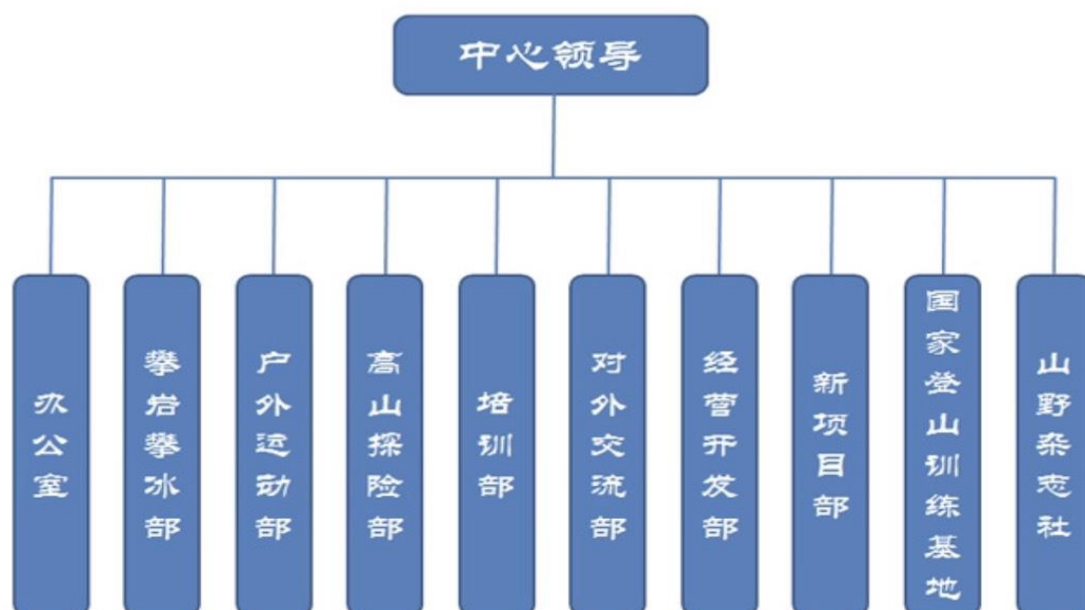 中心领导
办公室
攀岩攀冰部
户外运动部
高山探险部
培训部
对外交流部
经营开发部
新项目部
国家登山训练基地
山野杂志社